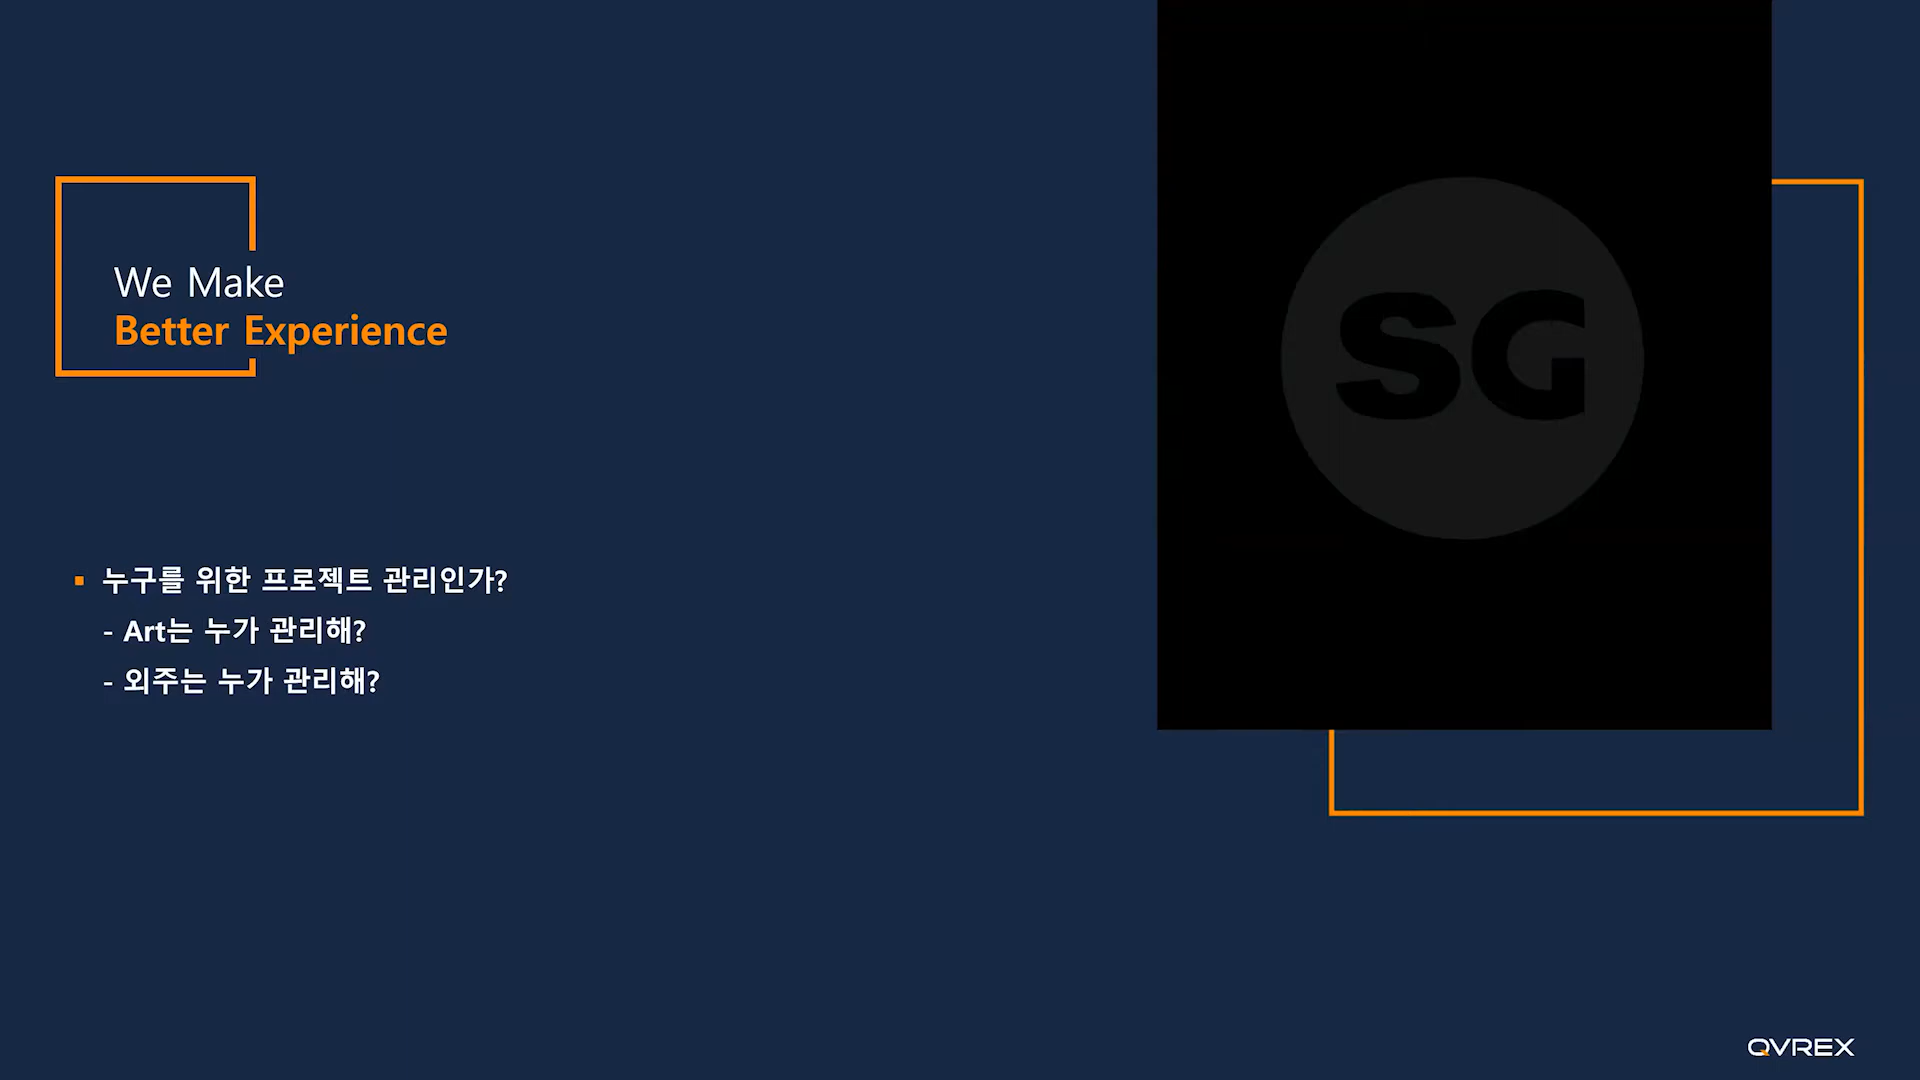 We Make
Better Experience
SG
▪ 누구를 위한 프로젝트 관리인가?
- Art는 누가 관리해?
- 외주는 누가 관리해?
QVREX